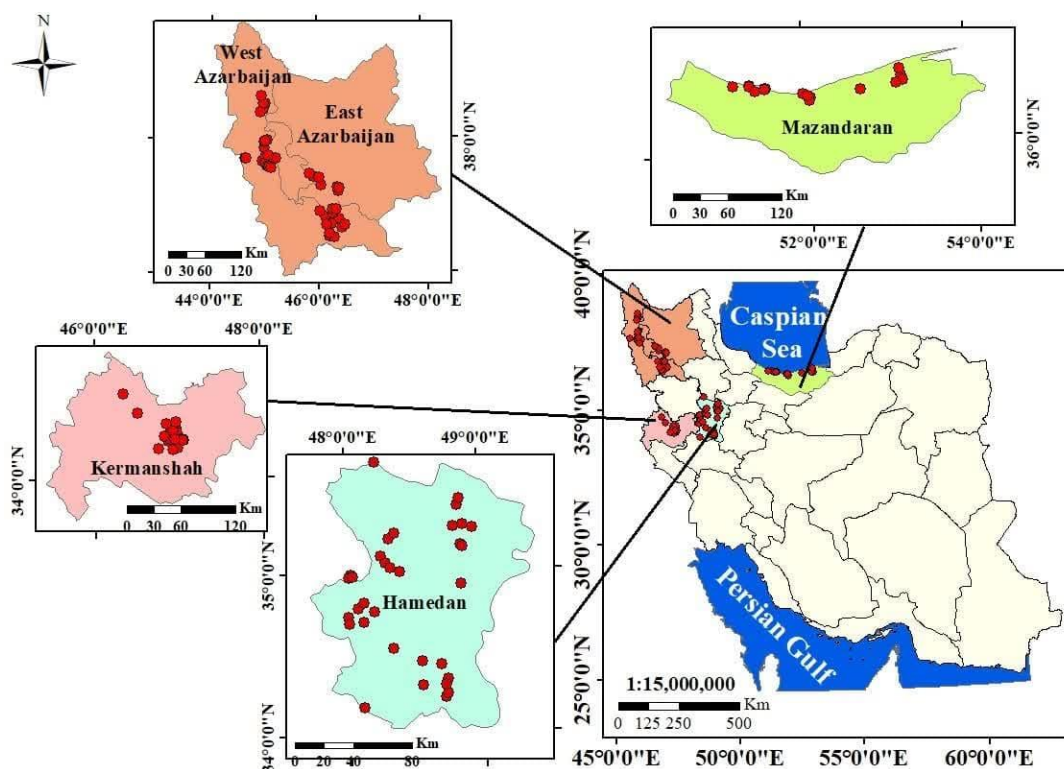 N
West
Azarbaijan
East
Azarbaijan
38°0'0"N
Km
0 30 60 120
44°0'0"E 46°0'0"E 48°0'0"E
Mazandaran
36°0'0"N
Km
0 30 60 120
52°0'0"E 54°0'0"E
46°0'0"E 48°0'0"E
Kermanshah
34°0'0"N
Km
0 30 60 120
48°0'0"E 49°0'0"E
35°0'0"N
Hamedan
34°0'0"N
Km
0 20 40 80
40°0'0"N
Caspian
Sea
35°0'0"N
30°0'0"N
Persian Gulf
25°0'0"N
1:15,000,000
Km
0 125 250 500
45°0'0"E 50°0'0"E 55°0'0"E 60°0'0"E